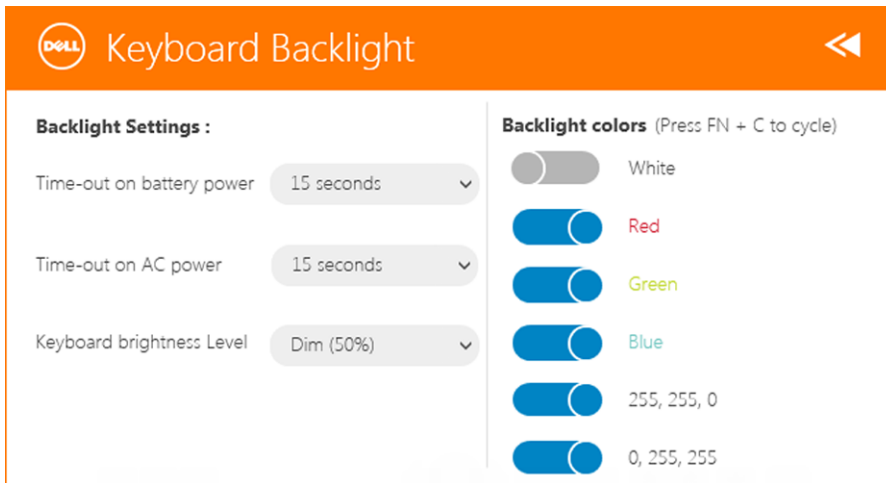 DELL Keyboard Backlight
Backlight Settings :
Time-out on battery power 15 seconds
Time-out on AC power 15 seconds
Keyboard brightness Level Dim (50%)
Backlight colors (Press FN + C to cycle)
White
Red
Green
Blue
255, 255, 0
0, 255, 255